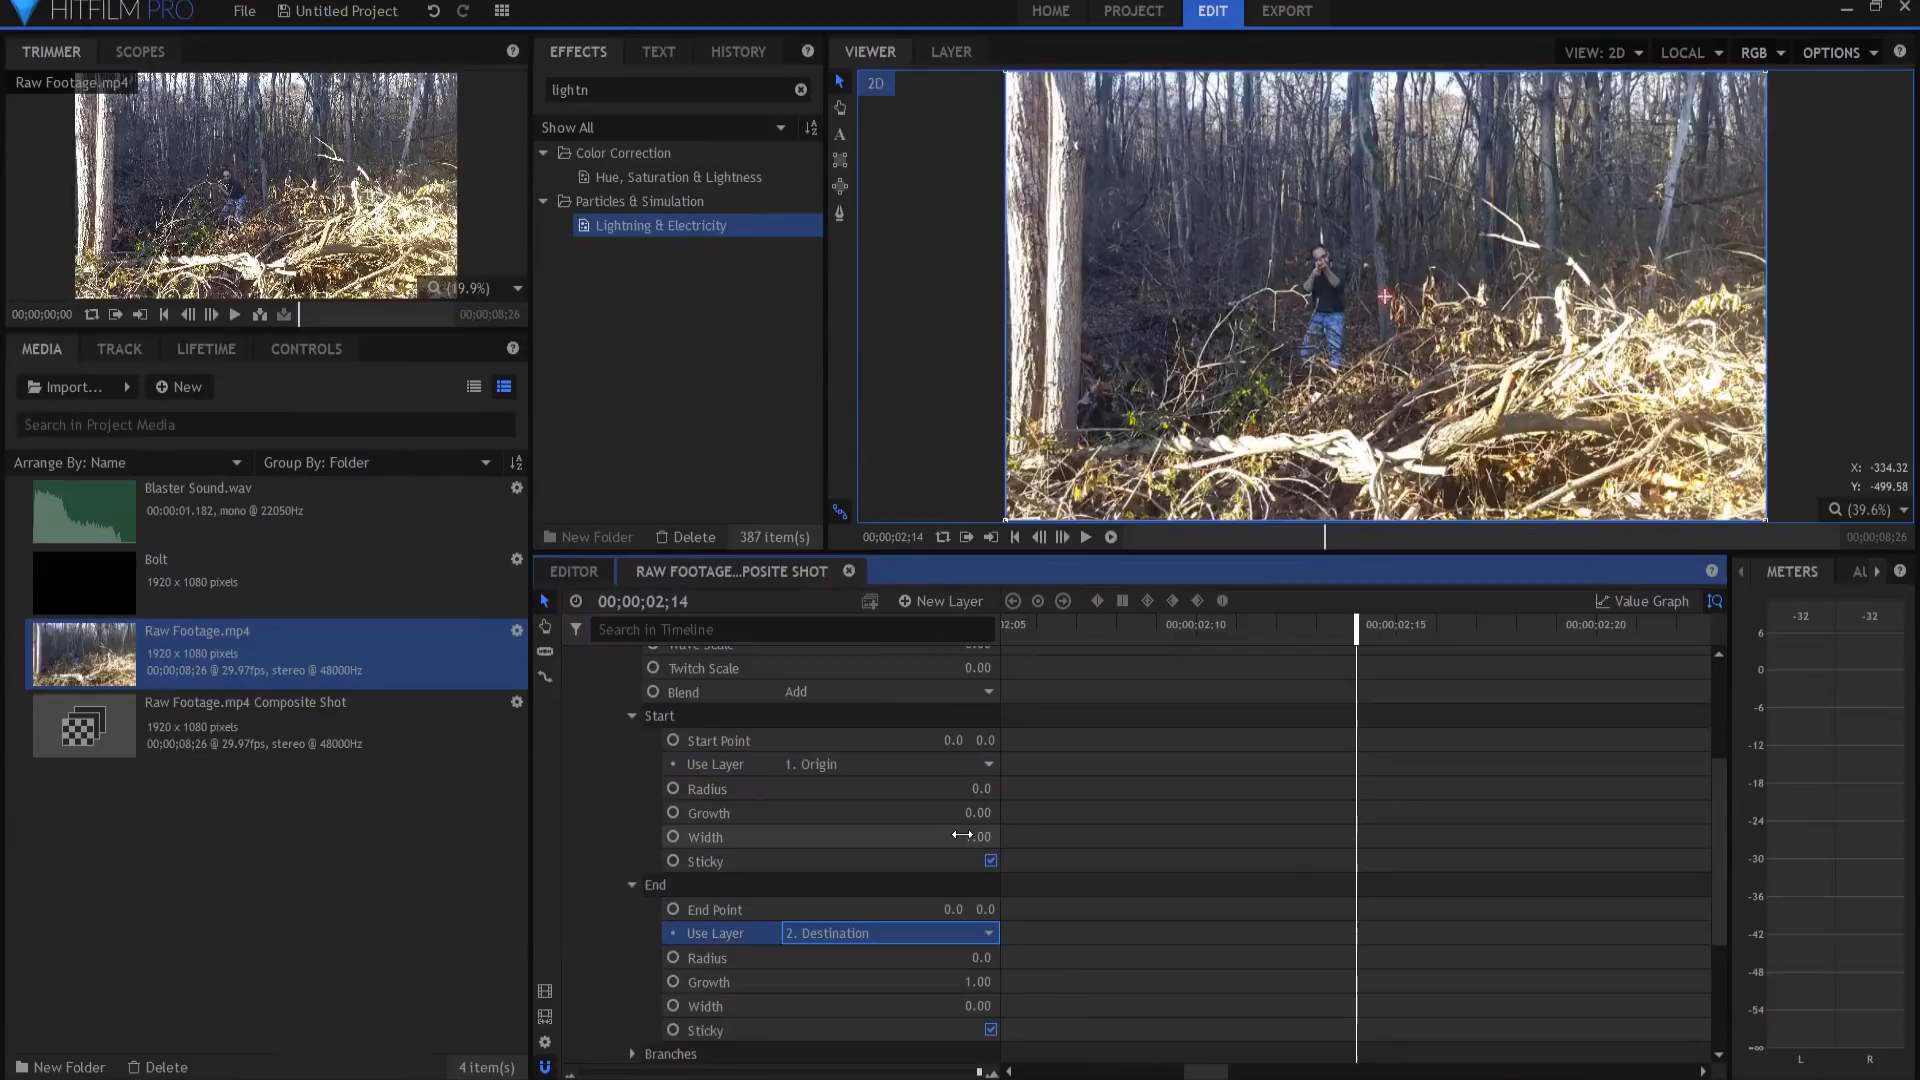 HITFILM PRO
File
Untitled Project
HOME
PROJECT
EDIT
EXPORT
TRIMMER
SCOPES
EFFECTS
TEXT
HISTORY
VIEWER
LAYER
VIEW: 2D
LOCAL
RGB
OPTIONS
Raw Footage.mp4
(19.9%)
00;00;00;00
00;00;08;26
lightn
Show All
Color Correction
Hue, Saturation & Lightness
Particles & Simulation
Lightning & Electricity
New Folder
Delete
387 item(s)
2D
X: -334.32
Y: -499.58
(39.6%)
00;00;02;14
00;00;08;26
MEDIA
TRACK
LIFETIME
CONTROLS
Import...
New
Search in Project Media
Arrange By: Name
Group By: Folder
Blaster Sound.wav
00:00:01.182, mono @ 22050Hz
Bolt
1920 x 1080 pixels
Raw Footage.mp4
1920 x 1080 pixels
00;00;08;26 @ 29.97fps, stereo @ 48000Hz
Raw Footage.mp4 Composite Shot
1920 x 1080 pixels
00;00;08;26 @ 29.97fps, stereo @ 48000Hz
New Folder
Delete
4 item(s)
EDITOR
RAW FOOTAGE...POSITE SHOT
00;00;02;14
New Layer
Value Graph
Search in Timeline
02;05
00;00;02;10
00;00;02;15
00;00;02;20
Wave Scale
Twitch Scale 0.00
Blend Add
Start
Start Point 0.0 0.0
Use Layer 1. Origin
Radius 0.0
Growth 0.00
Width .00
Sticky
End
End Point 0.0 0.0
Use Layer 2. Destination
Radius 0.0
Growth 1.00
Width 0.00
Sticky
Branches
METERS
AU
-32 -32
6
0
-6
-12
-18
-24
-30
-36
-42
-48
-54
-∞
L R